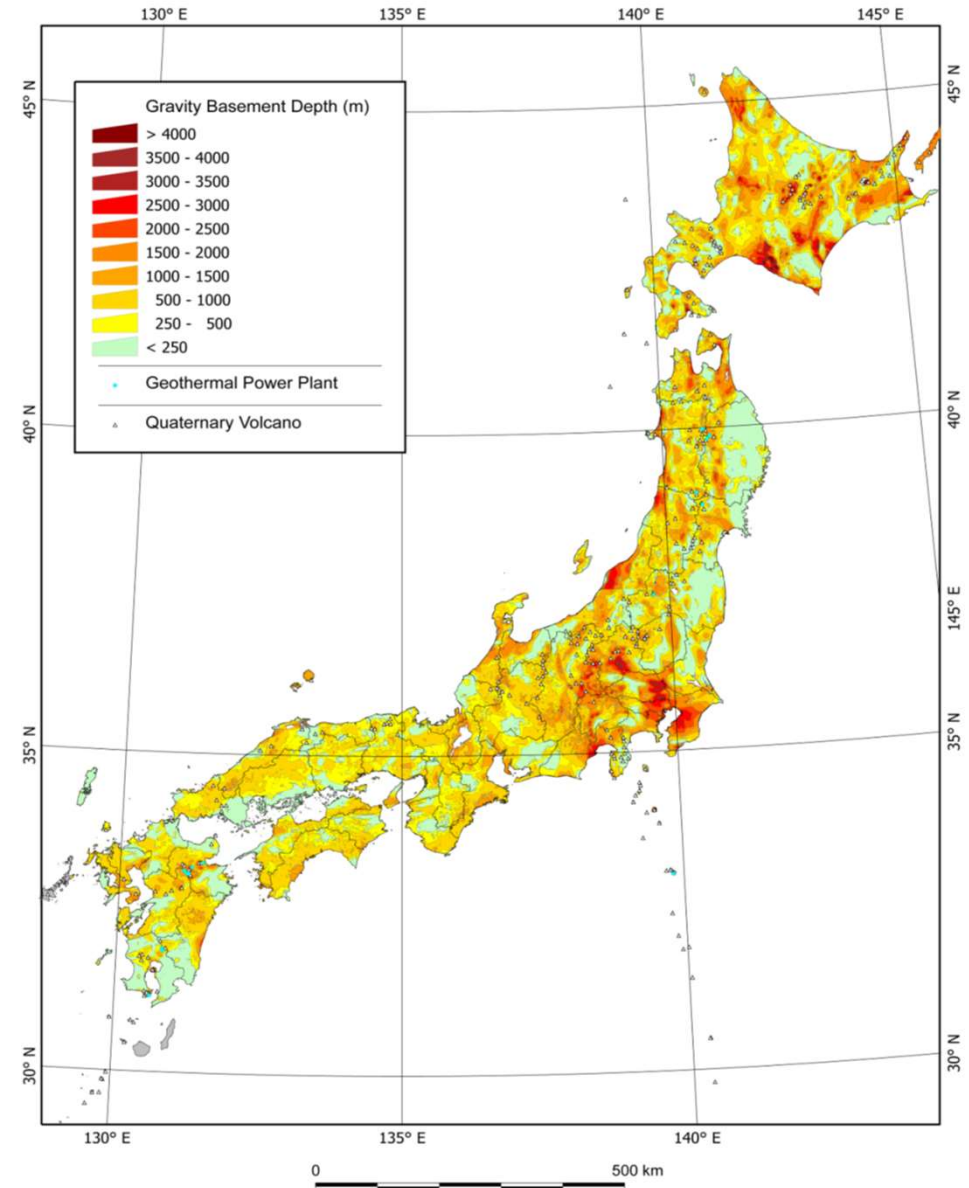 130° E
135° E
140° E
145° E
45° N
45° N
Gravity Basement Depth (m)
> 4000
3500 - 4000
3000 - 3500
2500 - 3000
2000 - 2500
1500 - 2000
1000 - 1500
500 - 1000
250 - 500
< 250
Geothermal Power Plant
Quaternary Volcano
40° N
40° N
145° E
35° N
35° N
30° N
30° N
130° E
135° E
140° E
0
500 km